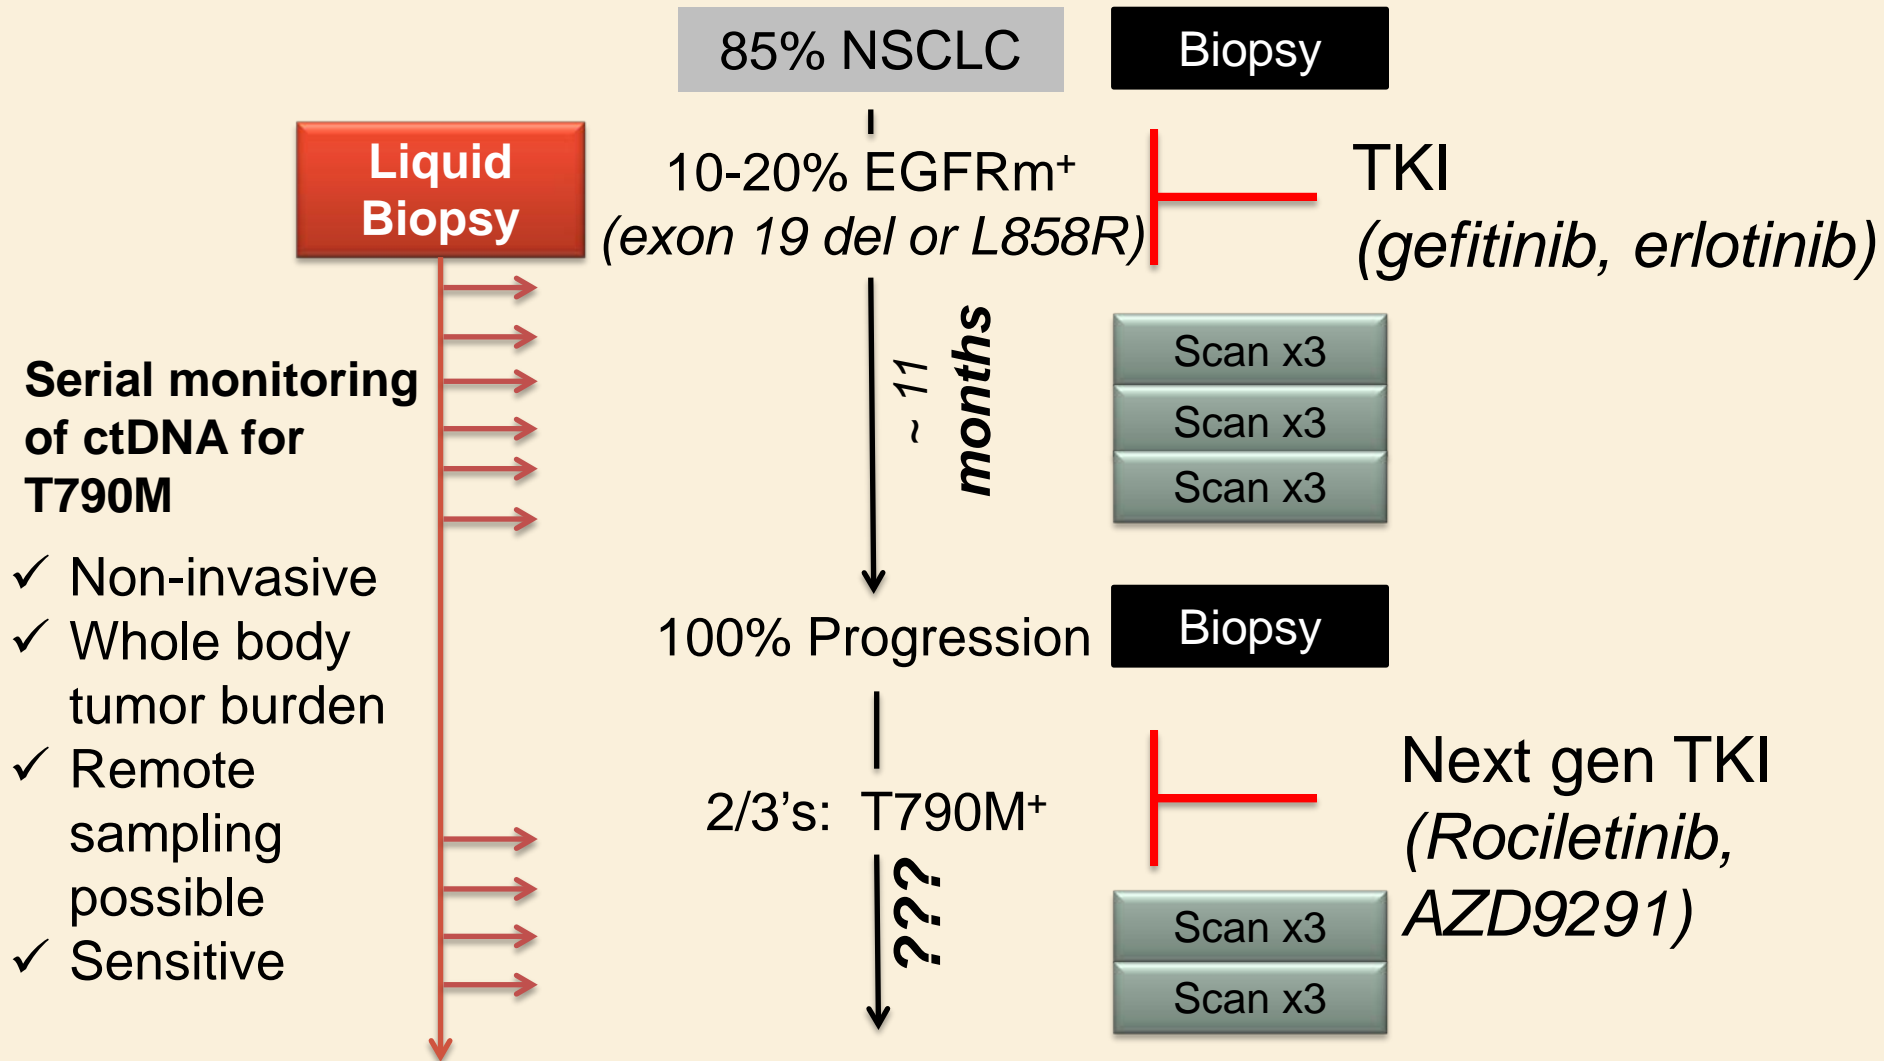 85% NSCLC
Biopsy
Liquid
Biopsy
10-20% EGFRm⁺
(exon 19 del or L858R)
TKI
(gefitinib, erlotinib)
Serial monitoring
of ctDNA for
T790M
✓ Non-invasive
✓ Whole body
tumor burden
✓ Remote
sampling
possible
✓ Sensitive
~ 11
months
Scan x3
Scan x3
Scan x3
100% Progression
Biopsy
2/3’s: T790M⁺
???
Next gen TKI
(Rociletinib,
AZD9291)
Scan x3
Scan x3